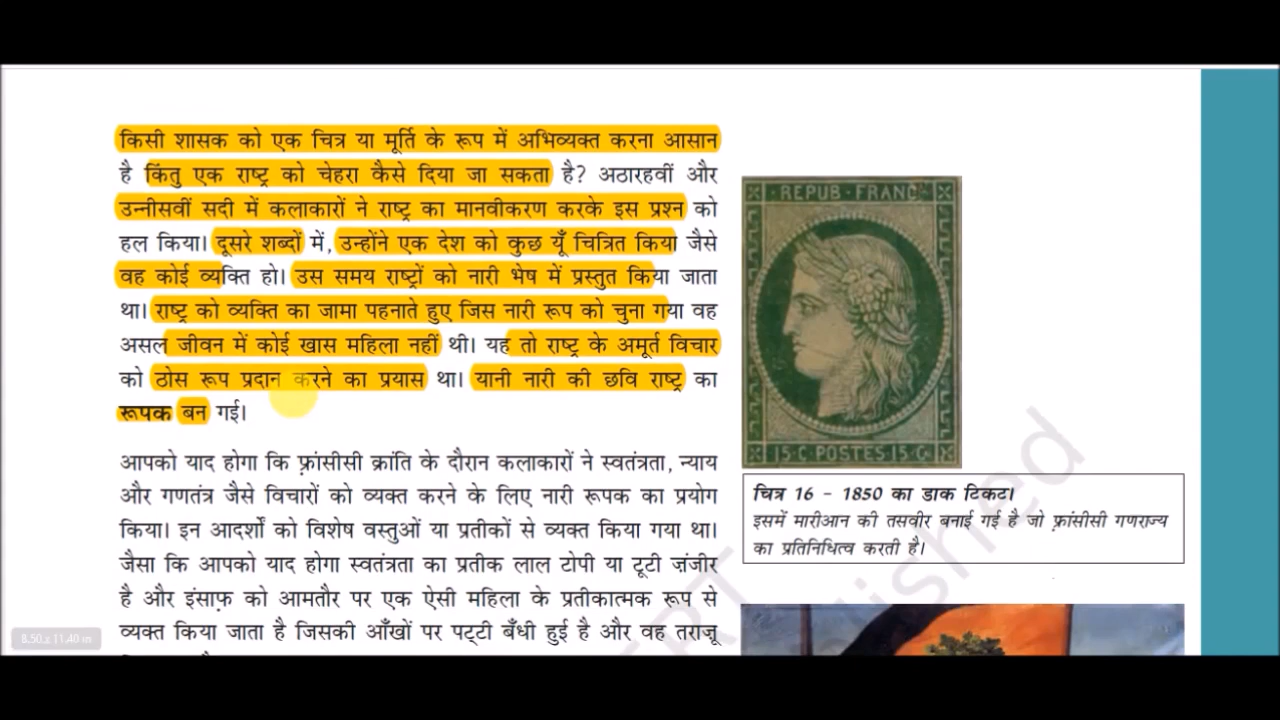 किसी शासक को एक चित्र या मूर्ति के रूप में अभिव्यक्त करना आसान
है किंतु एक राष्ट्र को चेहरा कैसे दिया जा सकता है? अठारहवीं और
उन्नीसवीं सदी में कलाकारों ने राष्ट्र का मानवीकरण करके इस प्रश्न को
हल किया। दूसरे शब्दों में, उन्होंने एक देश को कुछ यूँ चित्रित किया जैसे
वह कोई व्यक्ति हो। उस समय राष्ट्रों को नारी भेष में प्रस्तुत किया जाता
था। राष्ट्र को व्यक्ति का जामा पहनाते हुए जिस नारी रूप को चुना गया वह
असल जीवन में कोई खास महिला नहीं थी। यह तो राष्ट्र के अमूर्त विचार
को ठोस रूप प्रदान करने का प्रयास था। यानी नारी की छवि राष्ट्र का
रूपक बन गई।
आपको याद होगा कि फ़्रांसीसी क्रांति के दौरान कलाकारों ने स्वतंत्रता, न्याय
और गणतंत्र जैसे विचारों को व्यक्त करने के लिए नारी रूपक का प्रयोग
किया। इन आदर्शों को विशेष वस्तुओं या प्रतीकों से व्यक्त किया गया था।
जैसा कि आपको याद होगा स्वतंत्रता का प्रतीक लाल टोपी या टूटी ज़ंजीर
है और इंसाफ़ को आमतौर पर एक ऐसी महिला के प्रतीकात्मक रूप से
व्यक्त किया जाता है जिसकी आँखों पर पट्टी बँधी हुई है और वह तराजू
REPUB·FRANC
15·C·POSTES·15·C·
चित्र 16 – 1850 का डाक टिकट।
इसमें मारीआन की तसवीर बनाई गई है जो फ़्रांसीसी गणराज्य
का प्रतिनिधित्व करती है।
8.50 x 11.40 in